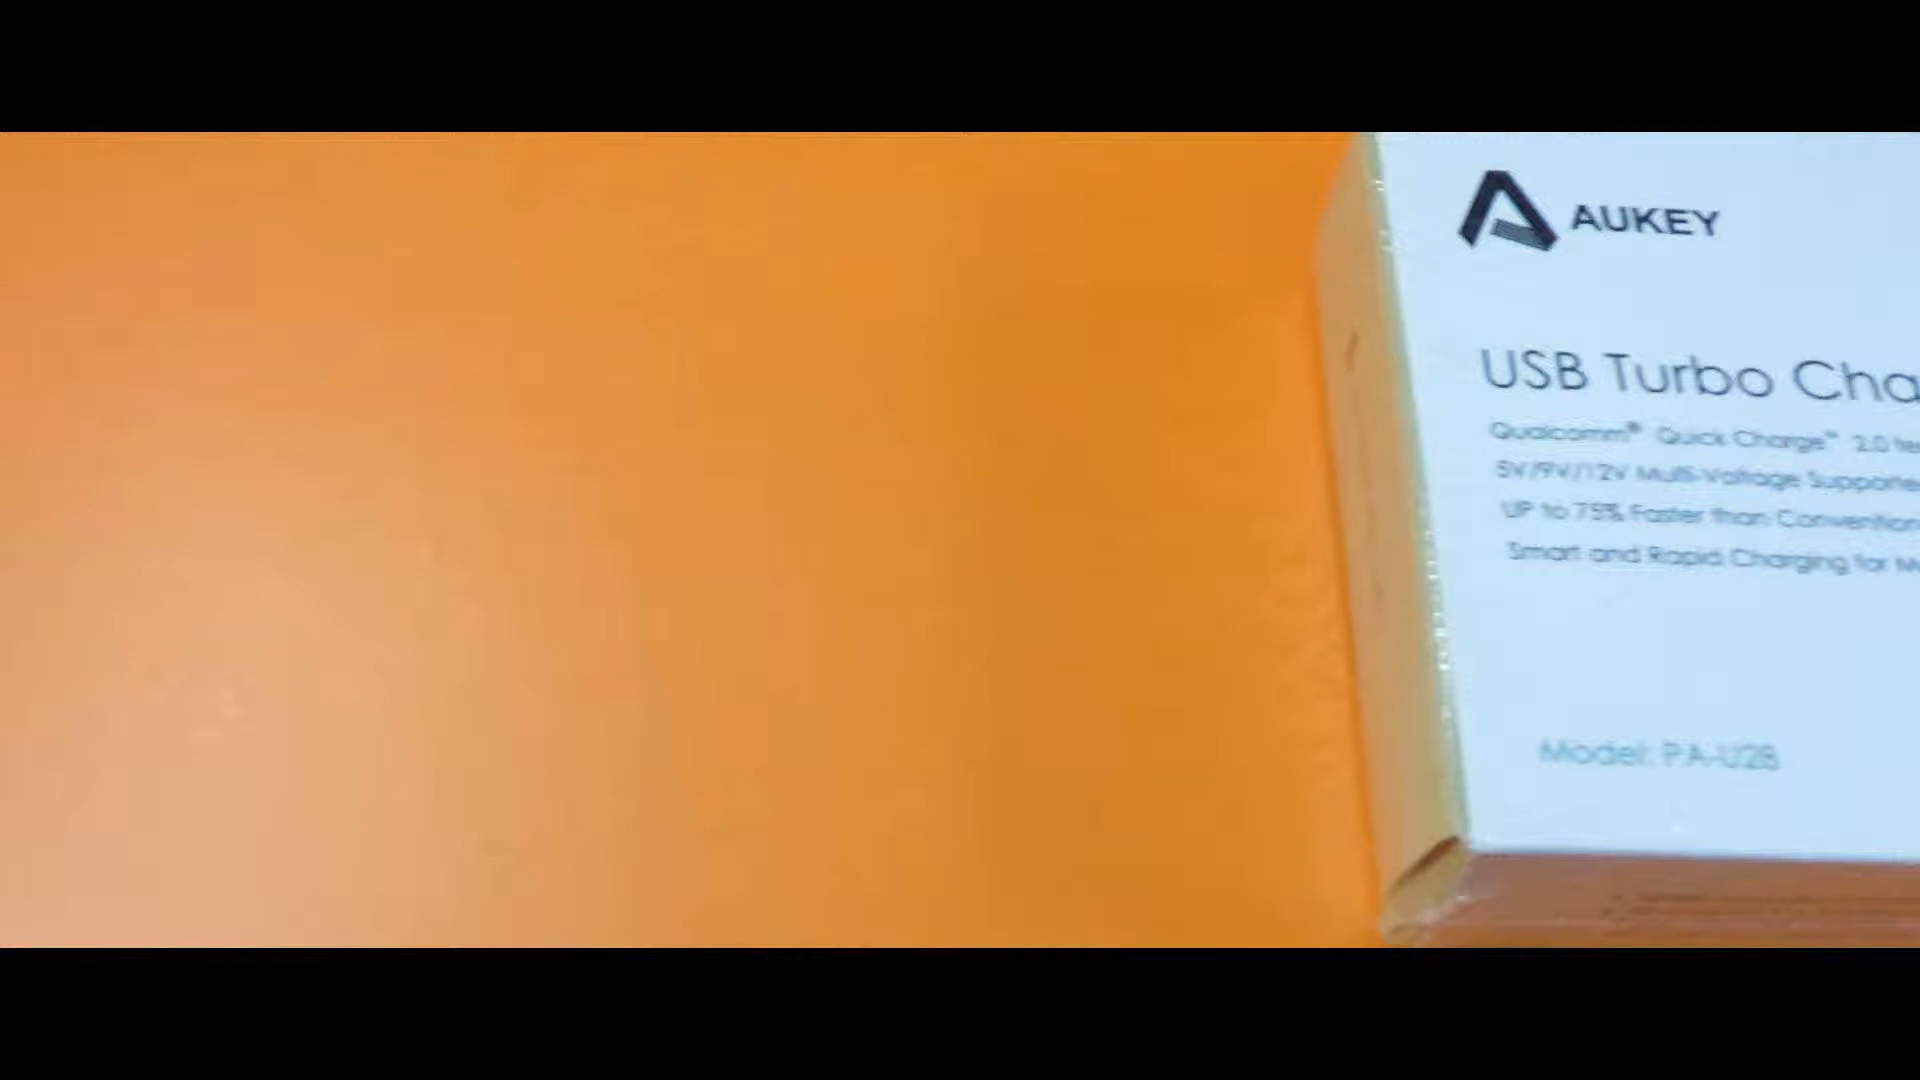 AUKEY
USB Turbo Cha
Qualcomm® Quick Charge™ 2.0 te
5V/9V/12V Multi-Voltage Supporte
UP to 75% Faster than Convention
Smart and Rapid Charging for M
Model: PA-U28